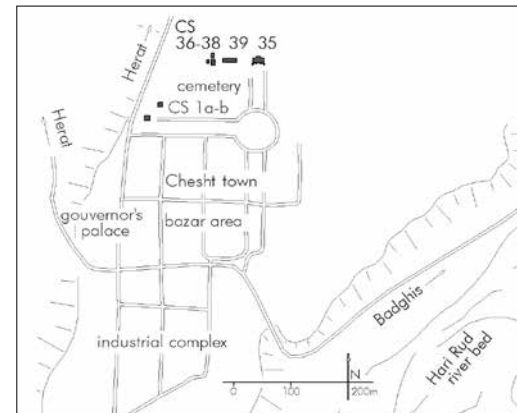 CS
36-38 39 35
Herat
cemetery
CS 1a-b
Herat
Chesht town
gouvernor's
palace
bazar area
Badghis
industrial complex
Hari Rud
river bed
N
0 100 200m